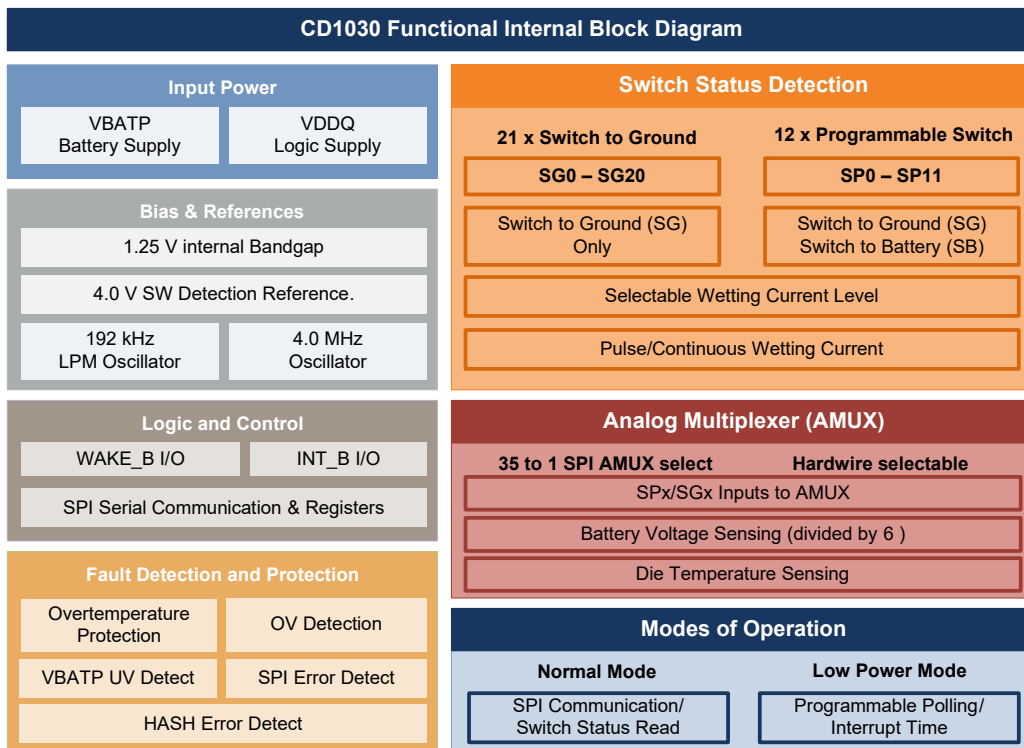 CD1030 Functional Internal Block Diagram
Input Power
VBATP
Battery Supply
VDDQ
Logic Supply
Bias & References
1.25 V internal Bandgap
4.0 V SW Detection Reference.
192 kHz
LPM Oscillator
4.0 MHz
Oscillator
Logic and Control
WAKE_B I/O
INT_B I/O
SPI Serial Communication & Registers
Fault Detection and Protection
Overtemperature
Protection
OV Detection
VBATP UV Detect
SPI Error Detect
HASH Error Detect
Switch Status Detection
21 x Switch to Ground
12 x Programmable Switch
SG0 – SG20
SP0 – SP11
Switch to Ground (SG)
Only
Switch to Ground (SG)
Switch to Battery (SB)
Selectable Wetting Current Level
Pulse/Continuous Wetting Current
Analog Multiplexer (AMUX)
35 to 1 SPI AMUX select
Hardwire selectable
SPx/SGx Inputs to AMUX
Battery Voltage Sensing (divided by 6 )
Die Temperature Sensing
Modes of Operation
Normal Mode
Low Power Mode
SPI Communication/
Switch Status Read
Programmable Polling/
Interrupt Time